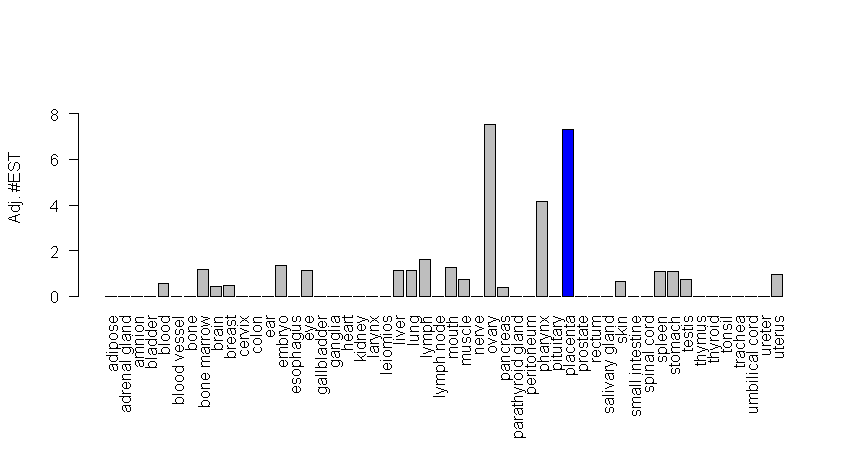 Adj. #EST
8
6
4
2
0
adipose
adrenal gland
amnion
bladder
blood
blood vessel
bone
bone marrow
brain
breast
cervix
colon
ear
embryo
esophagus
eye
gallbladder
ganglia
heart
kidney
larynx
leiomios
liver
lung
lymph
lymph node
mouth
muscle
nerve
ovary
pancreas
parathyroid gland
peritoneum
pharynx
pituitary
placenta
prostate
rectum
salivary gland
skin
small intestine
spinal cord
spleen
stomach
testis
thymus
thyroid
tonsil
trachea
umbilical cord
ureter
uterus